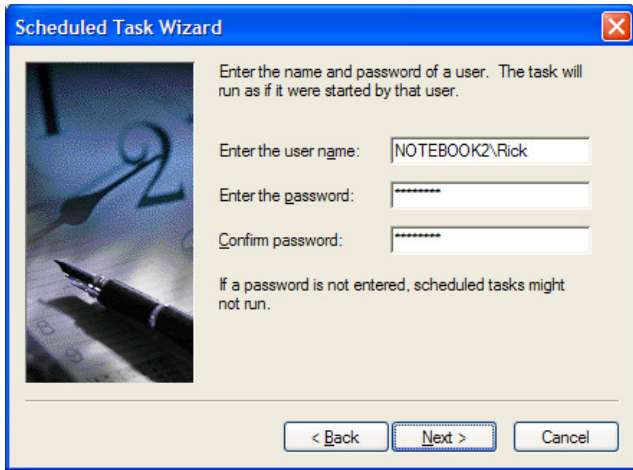 Scheduled Task Wizard
Enter the name and password of a user. The task will
run as if it were started by that user.
Enter the user name: NOTEBOOK2\Rick
Enter the password: ********
Confirm password: ********
If a password is not entered, scheduled tasks might
not run.
< Back Next > Cancel